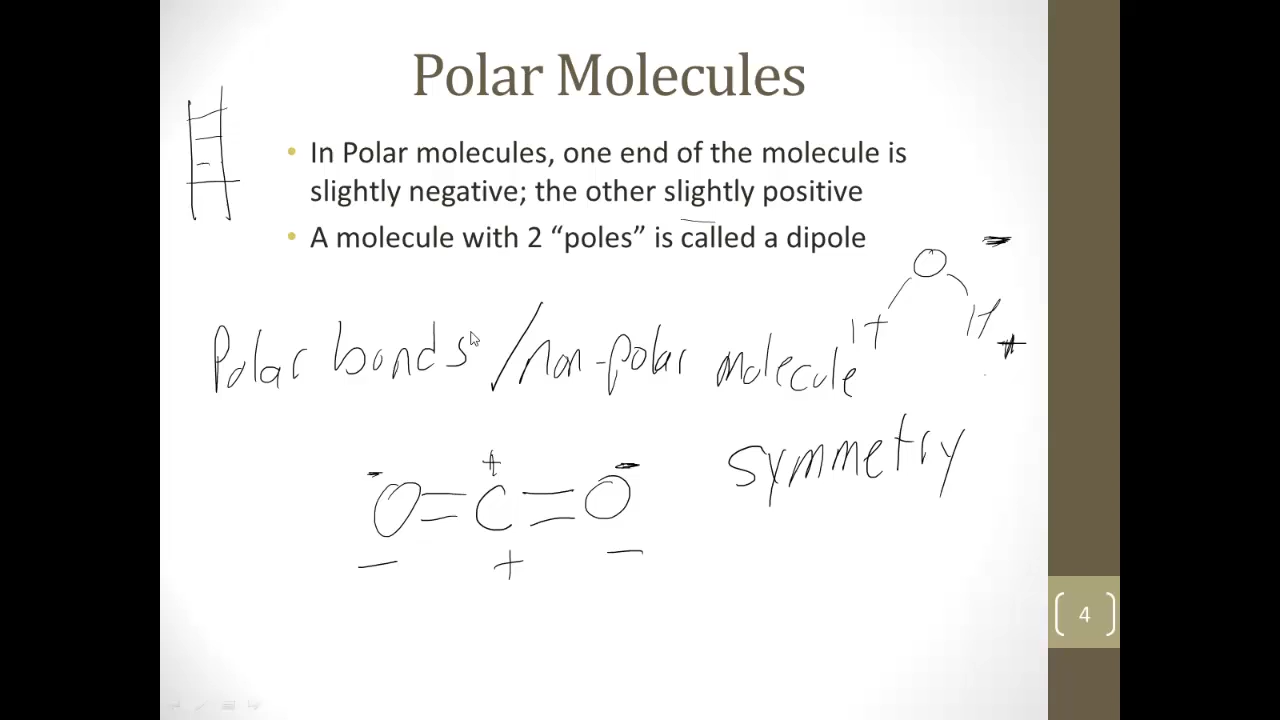 Polar Molecules
• In Polar molecules, one end of the molecule is
slightly negative; the other slightly positive
• A molecule with 2 “poles” is called a dipole
O −
H H +
Polar bonds / non-polar molecule
symmetry
− + −
O=C=O
− + −
4